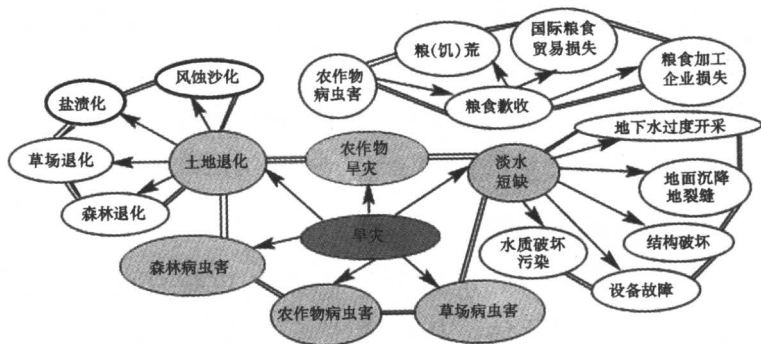 国际粮食
贸易损失
粮(饥)荒
粮食加工
企业损失
农作物
病虫害
粮食歉收
风蚀沙化
盐渍化
草场退化
森林退化
土地退化
农作物
旱灾
淡水
短缺
地下水过度开采
地面沉降
地裂缝
结构破坏
水质破坏
污染
设备故障
旱灾
森林病虫害
农作物病虫害
草场病虫害